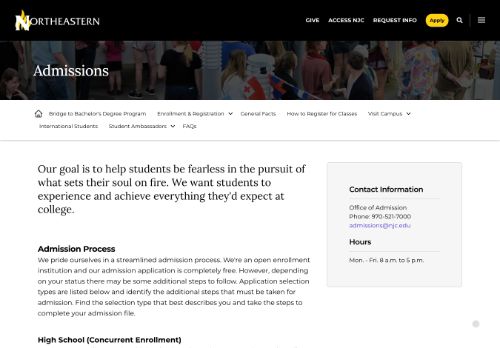 NORTHEASTERN
GIVE ACCESS NJC REQUEST INFO Apply
Admissions
Bridge to Bachelor's Degree Program Enrollment & Registration General Facts How to Register for Classes Visit Campus
International Students Student Ambassadors FAQs
Our goal is to help students be fearless in the pursuit of
what sets their soul on fire. We want students to
experience and achieve everything they'd expect at
college.
Admission Process
We pride ourselves in a streamlined admission process. We're an open enrollment
institution and our admission application is completely free. However, depending
on your status there may be some additional steps to follow. Application selection
types are listed below and identify the additional steps that must be taken for
admission. Find the selection type that best describes you and take the steps to
complete your admission file.
High School (Concurrent Enrollment)
Contact Information
Office of Admission
Phone: 970-521-7000
admissions@njc.edu
Hours
Mon. - Fri. 8 a.m. to 5 p.m.